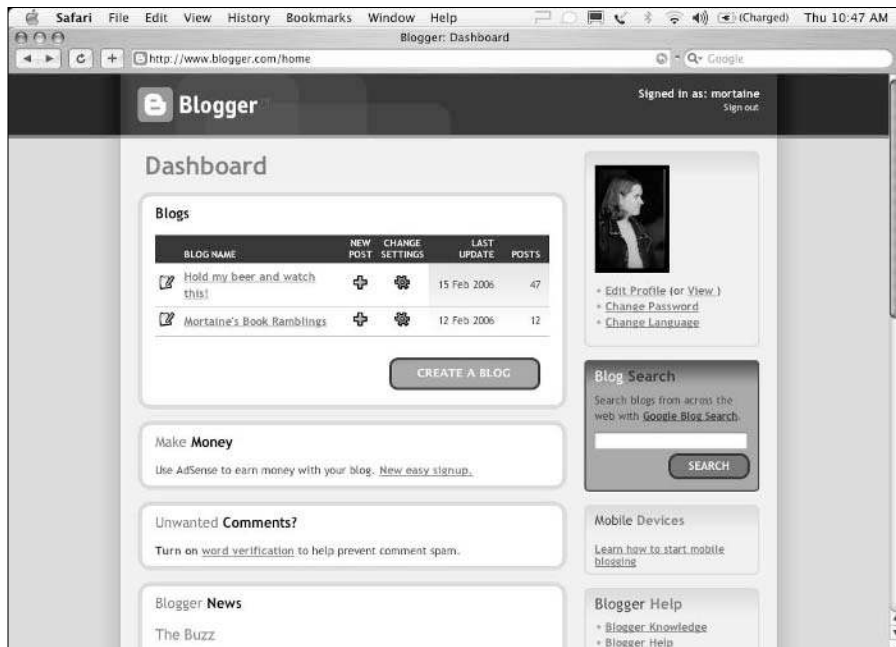 Safari File Edit View History Bookmarks Window Help (Charged) Thu 10:47 AM
Blogger: Dashboard
http://www.blogger.com/home
Google
Blogger
Signed in as: mortaine
Sign out
Dashboard
Blogs
BLOG NAME NEW POST CHANGE SETTINGS LAST UPDATE POSTS
Hold my beer and watch
this!
15 Feb 2006 47
Mortaine's Book Ramblings 12 Feb 2006 12
CREATE A BLOG
Make Money
Use AdSense to earn money with your blog. New easy signup.
Unwanted Comments?
Turn on word verification to help prevent comment spam.
Blogger News
The Buzz
Edit Profile (or View )
Change Password
Change Language
Blog Search
Search blogs from across the
web with Google Blog Search.
SEARCH
Mobile Devices
Learn how to start mobile
blogging
Blogger Help
Blogger Knowledge
Blogger Help